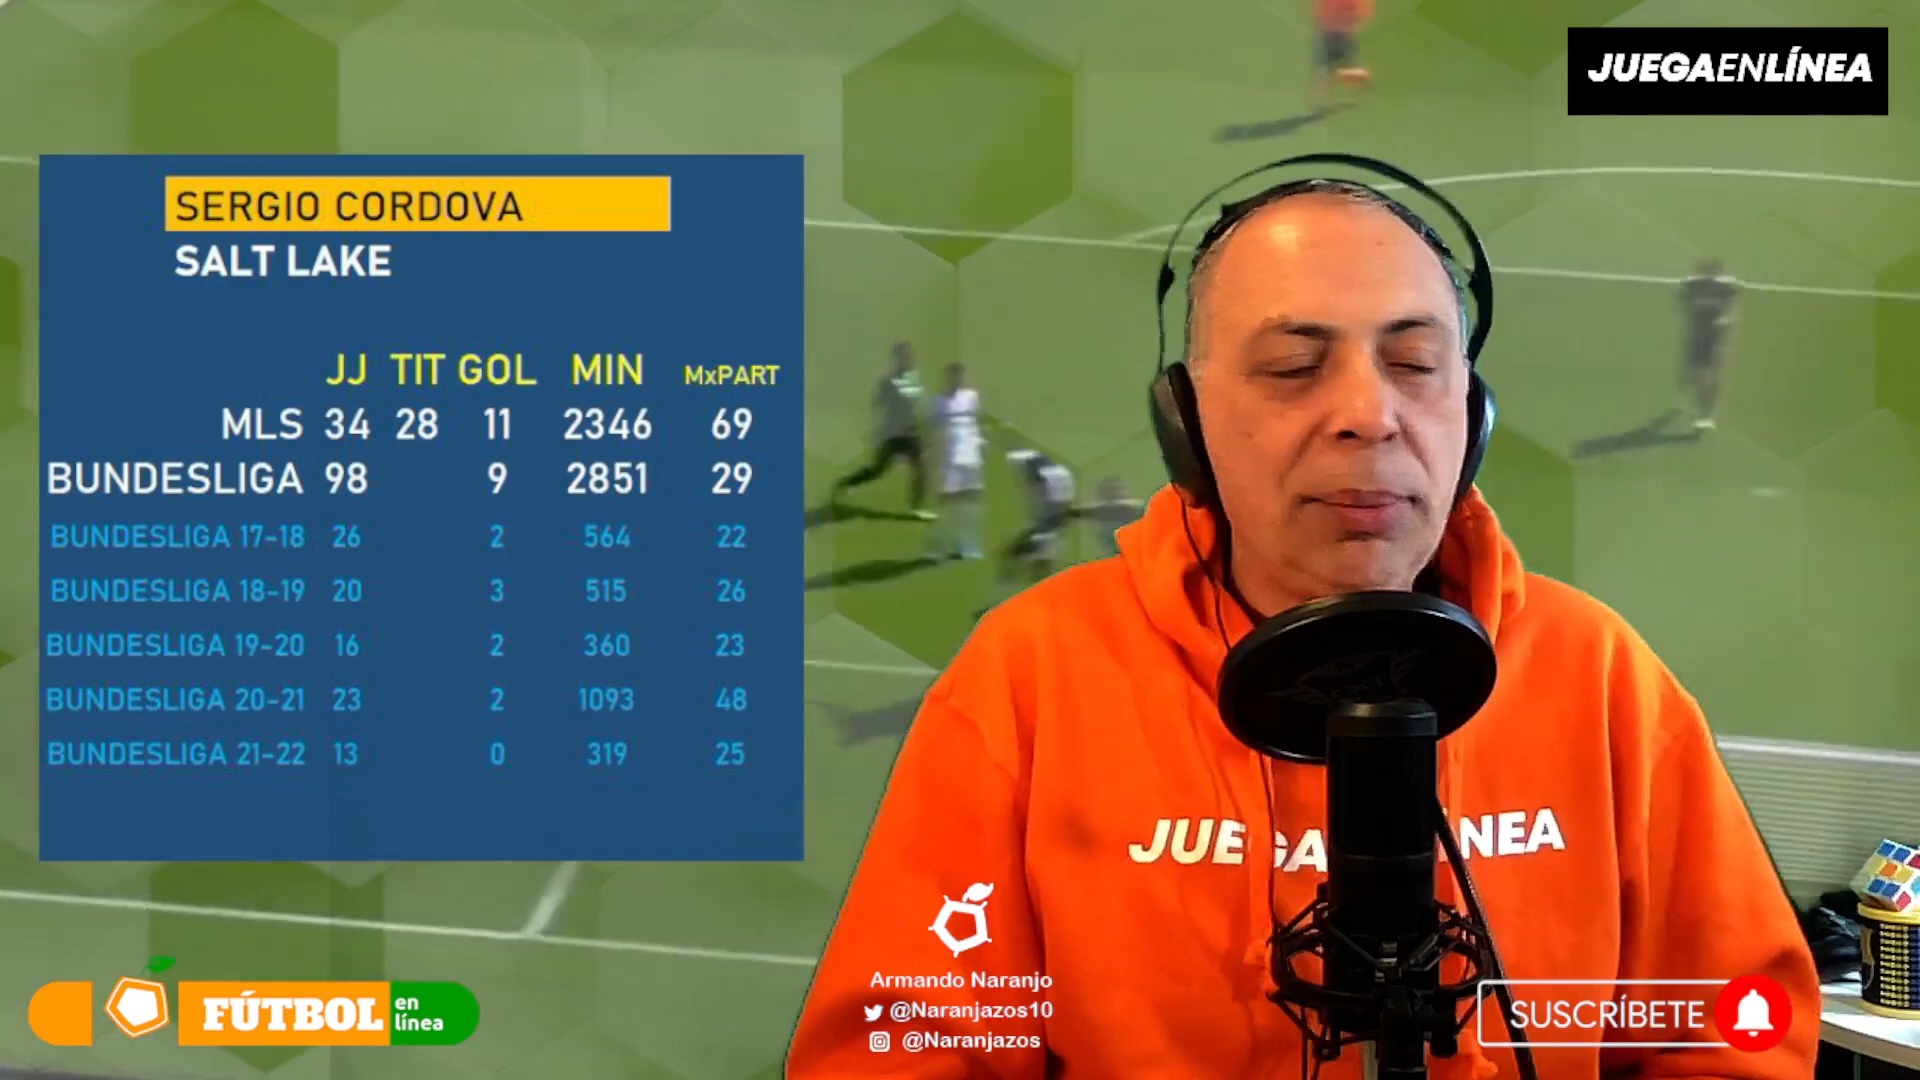 JUEGAENLÍNEA
SERGIO CORDOVA
SALT LAKE
JJ TIT GOL MIN MxPART
MLS 34 28 11 2346 69
BUNDESLIGA 98 9 2851 29
BUNDESLIGA 17-18 26 2 564 22
BUNDESLIGA 18-19 20 3 515 26
BUNDESLIGA 19-20 16 2 360 23
BUNDESLIGA 20-21 23 2 1093 48
BUNDESLIGA 21-22 13 0 319 25
JUEGA NEA
Armando Naranjo
@Naranjazos10
@Naranjazos
FÚTBOL en línea
SUSCRÍBETE